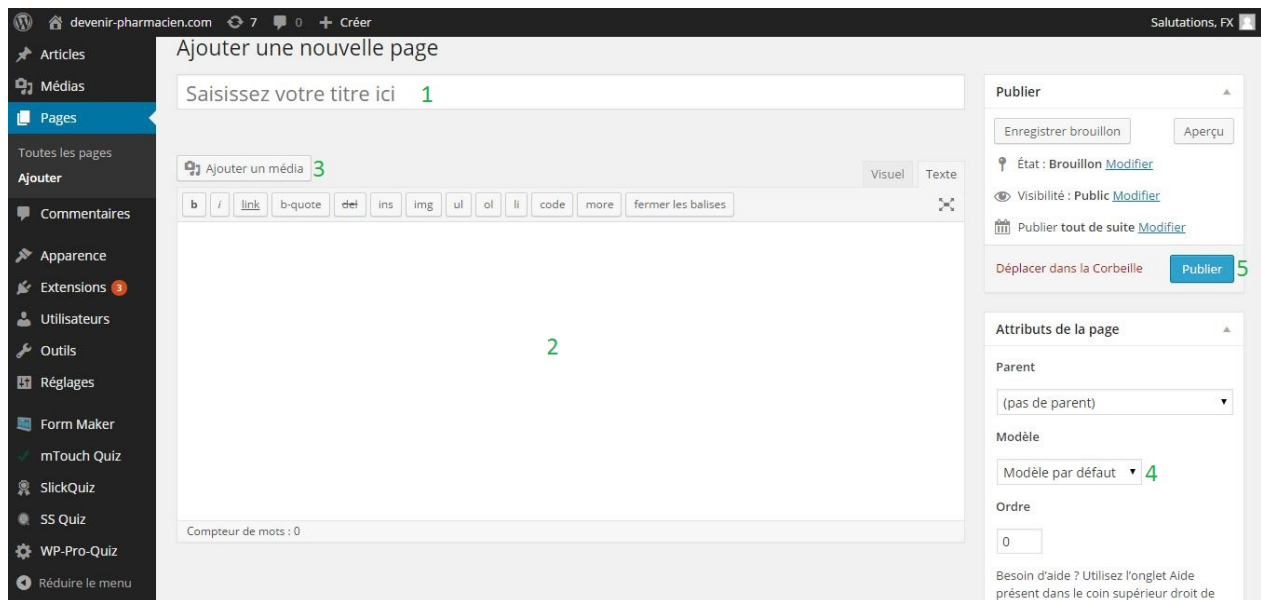 devenir-pharmacien.com 7 0 + Créer Salutations, FX
Articles
Médias
Pages
Toutes les pages
Ajouter
Commentaires
Apparence
Extensions 3
Utilisateurs
Outils
Réglages
Form Maker
mTouch Quiz
SlickQuiz
SS Quiz
WP-Pro-Quiz
Réduire le menu
Ajouter une nouvelle page
Saisissez votre titre ici 1
Ajouter un média 3
Visuel Texte
b i link b-quote del ins img ul ol li code more fermer les balises
2
Compteur de mots : 0
Publier
Enregistrer brouillon Aperçu
État : Brouillon Modifier
Visibilité : Public Modifier
Publier tout de suite Modifier
Déplacer dans la Corbeille Publier 5
Attributs de la page
Parent
(pas de parent)
Modèle
Modèle par défaut 4
Ordre
0
Besoin d’aide ? Utilisez l’onglet Aide
présent dans le coin supérieur droit de